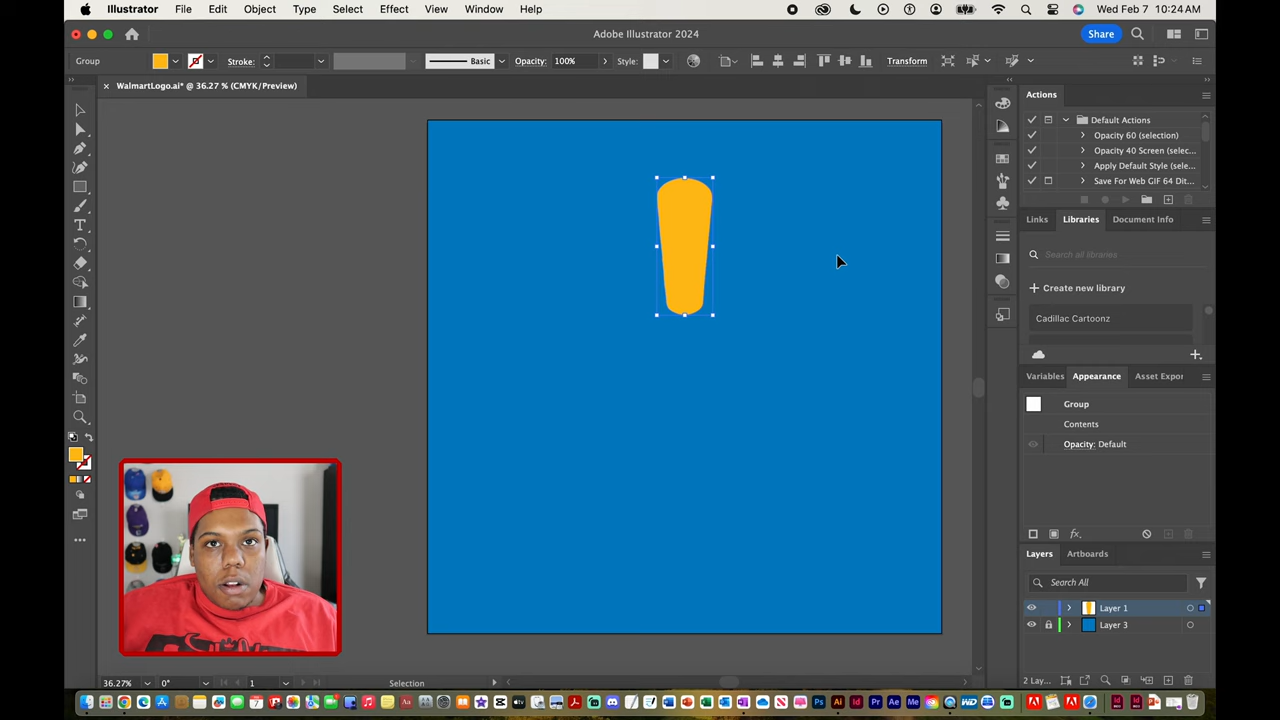 Illustrator File Edit Object Type Select Effect View Window Help Wed Feb 7 10:24 AM
Adobe Illustrator 2024
Share
Group Stroke: Basic Opacity: 100% Style: Transform
WalmartLogo.ai* @ 36.27 % (CMYK/Preview)
Actions
Default Actions
Opacity 60 (selection)
Opacity 40 Screen (selec...
Apply Default Style (sele...
Save For Web GIF 64 Dit...
Links Libraries Document Info
Search all libraries
Create new library
Cadillac Cartoonz
Variables Appearance Asset Expor
Group
Contents
Opacity: Default
fx.
Layers Artboards
Search All
Layer 1
Layer 3
36.27% 0° 1 Selection
2 Lay...